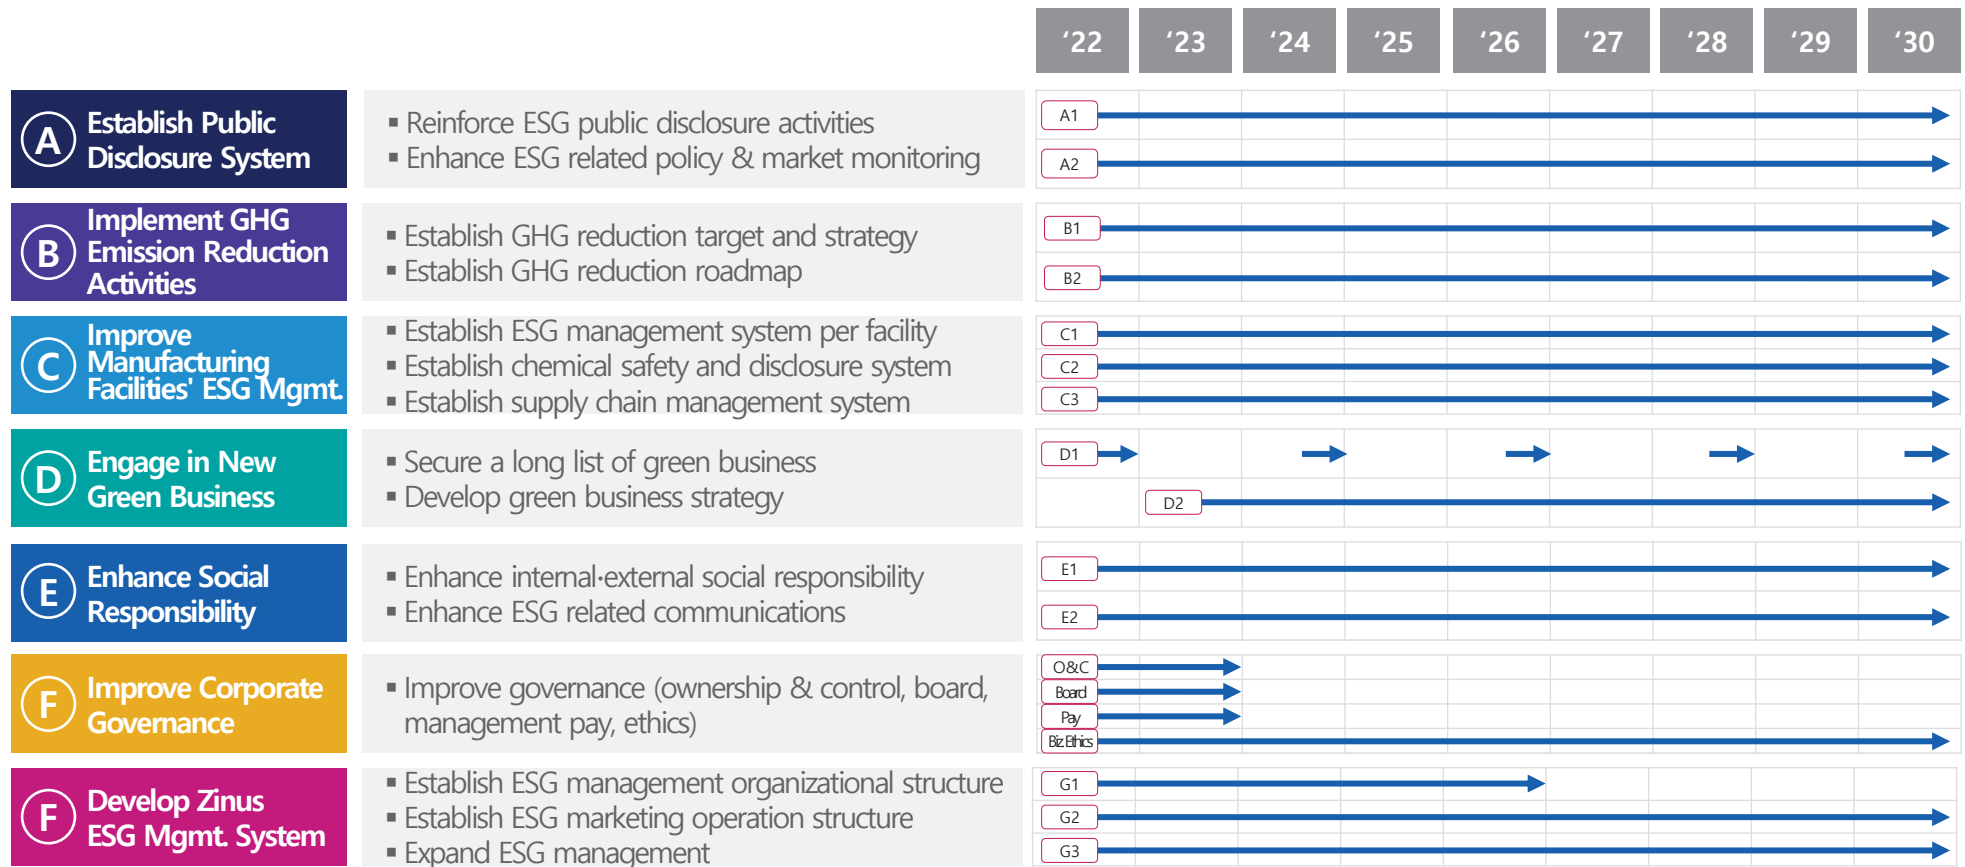 ‘22 ‘23 ‘24 ‘25 ‘26 ‘27 ‘28 ‘29 ‘30
A
Establish Public
Disclosure System
▪ Reinforce ESG public disclosure activities
▪ Enhance ESG related policy & market monitoring
A1
A2
B
Implement GHG
Emission Reduction
Activities
▪ Establish GHG reduction target and strategy
▪ Establish GHG reduction roadmap
B1
B2
C
Improve
Manufacturing
Facilities' ESG Mgmt.
▪ Establish ESG management system per facility
▪ Establish chemical safety and disclosure system
▪ Establish supply chain management system
C1
C2
C3
D
Engage in New
Green Business
▪ Secure a long list of green business
▪ Develop green business strategy
D1
D2
E
Enhance Social
Responsibility
▪ Enhance internal·external social responsibility
▪ Enhance ESG related communications
E1
E2
F
Improve Corporate
Governance
▪ Improve governance (ownership & control, board,
management pay, ethics)
O&C
Board
Pay
Biz Ethics
F
Develop Zinus
ESG Mgmt. System
▪ Establish ESG management organizational structure
▪ Establish ESG marketing operation structure
▪ Expand ESG management
G1
G2
G3